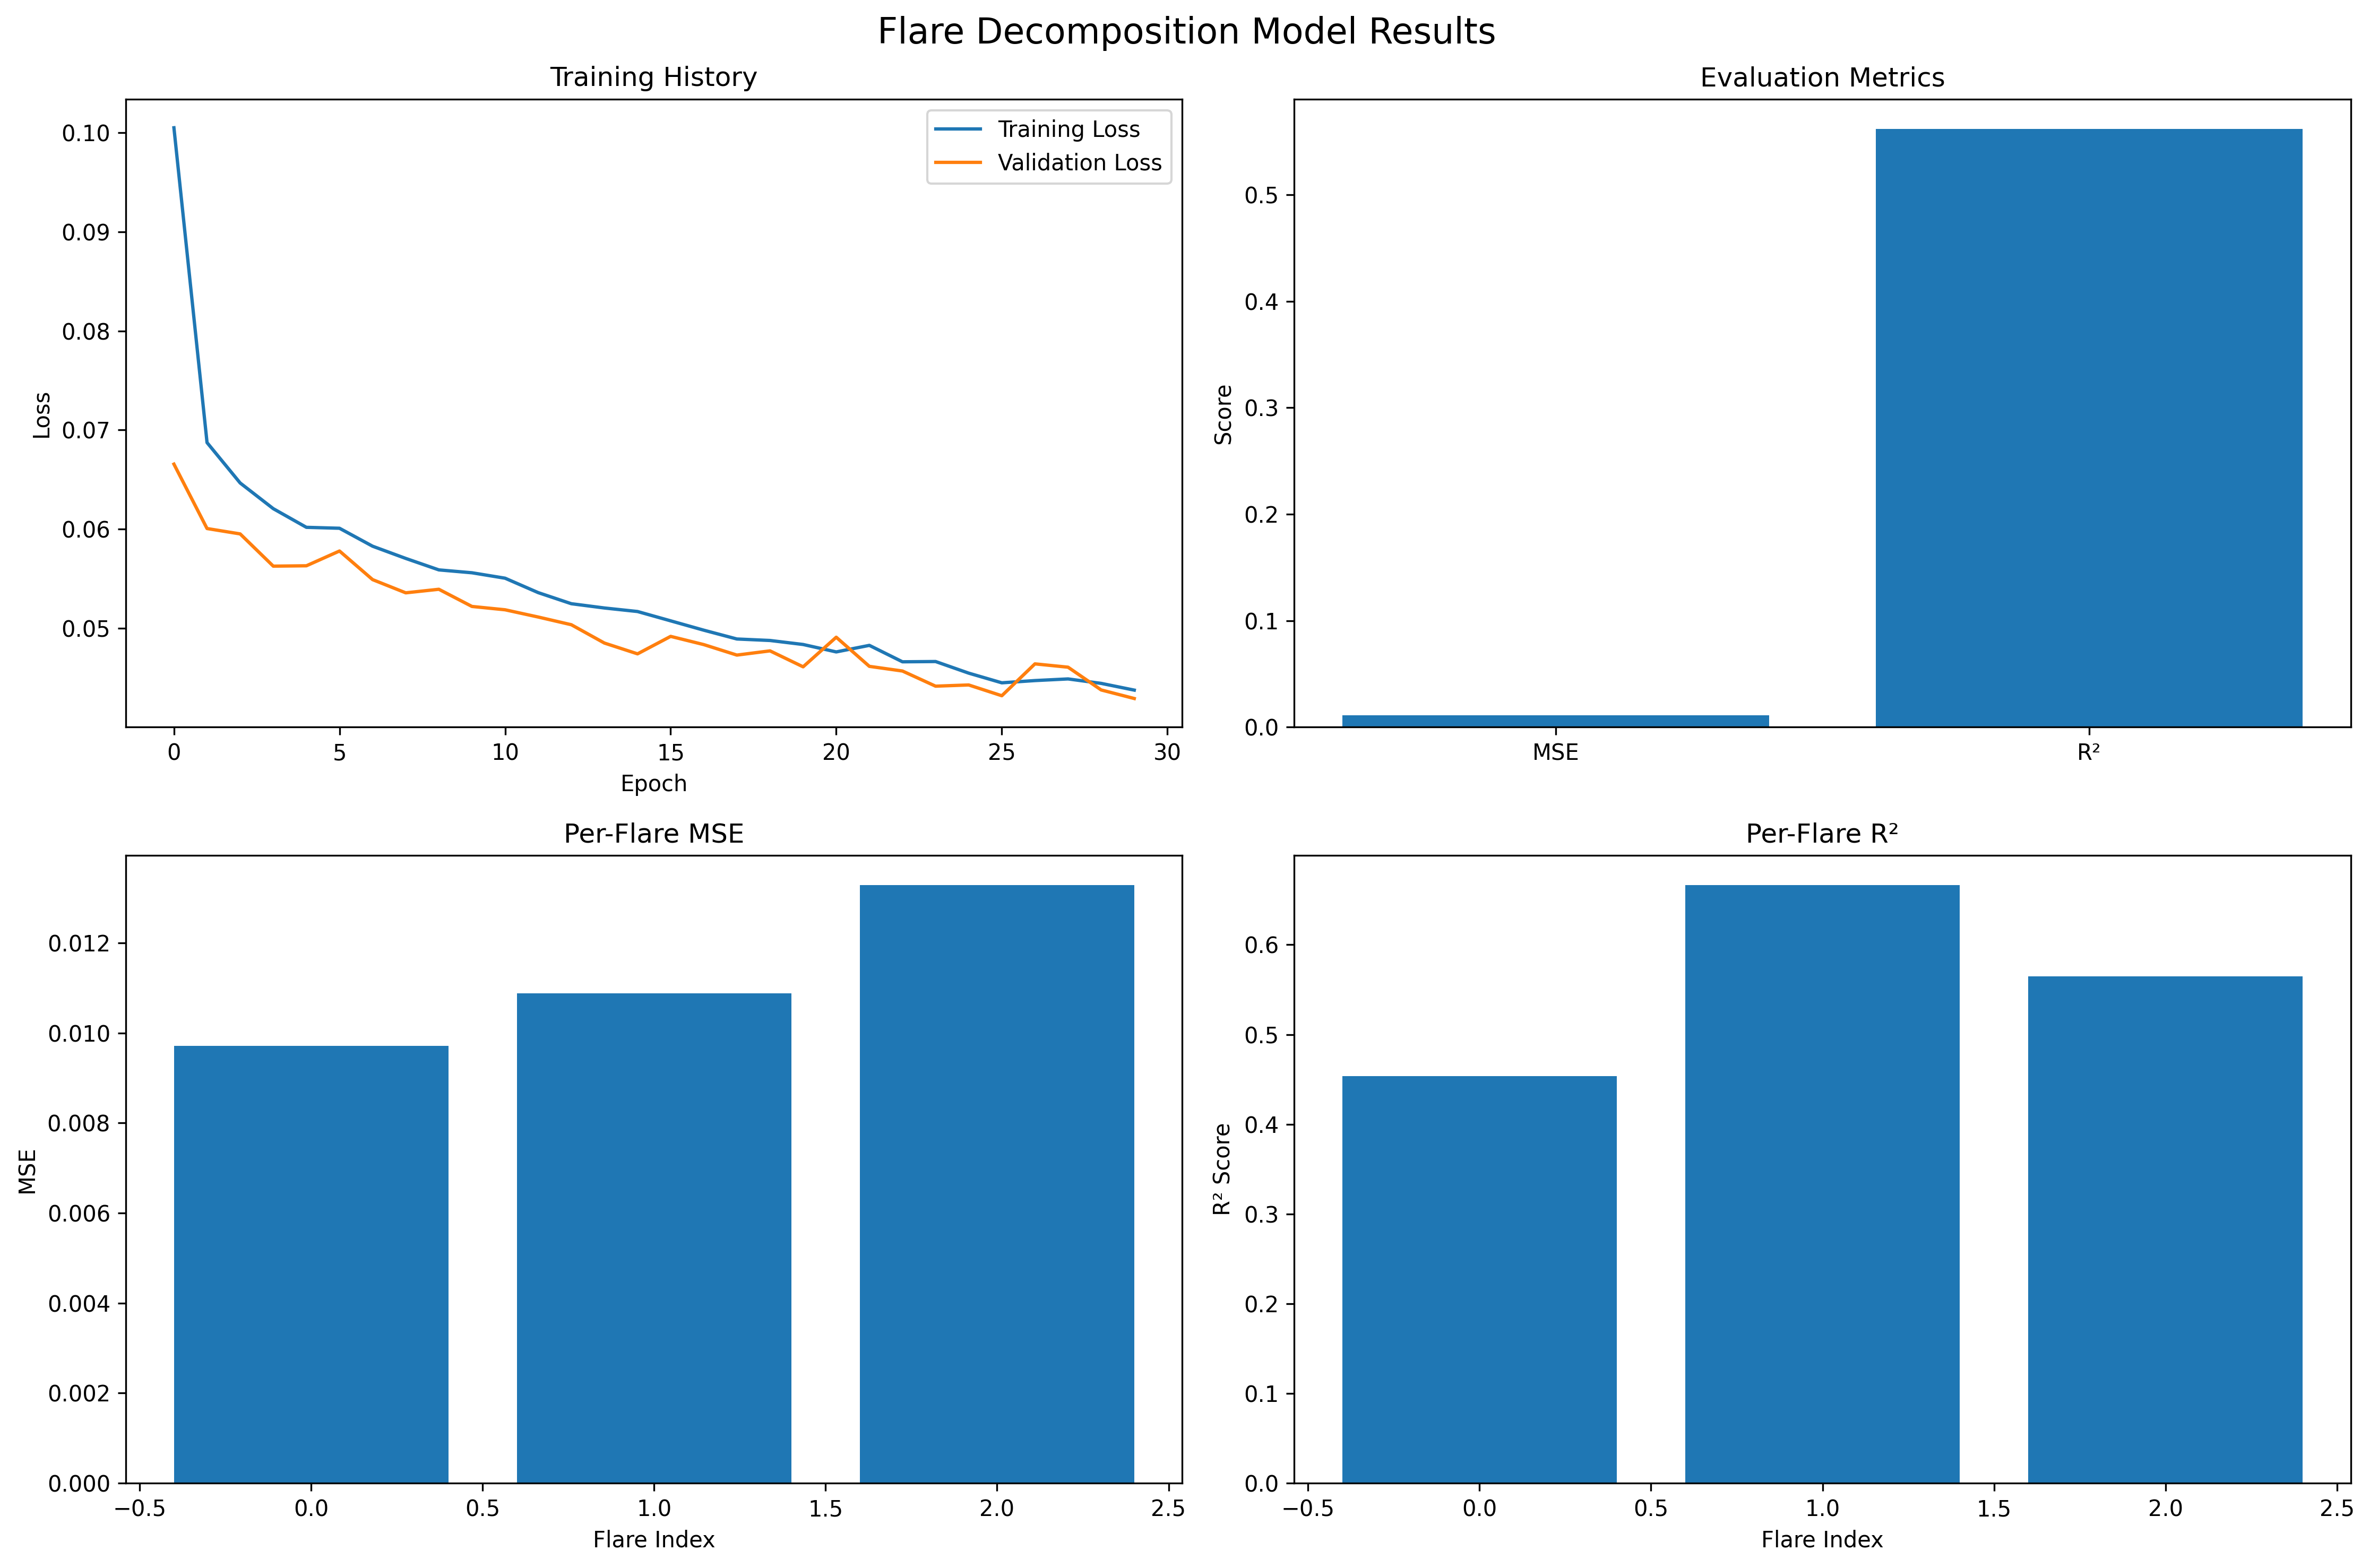 Flare Decomposition Model Results
Training History
0.10
0.09
0.08
0.07
0.06
0.05
Loss
0
5
10
15
20
25
30
Epoch
Training Loss
Validation Loss
Evaluation Metrics
0.5
0.4
0.3
0.2
0.1
0.0
Score
MSE
R²
Per-Flare MSE
0.012
0.010
0.008
0.006
0.004
0.002
0.000
MSE
−0.5
0.0
0.5
1.0
1.5
2.0
2.5
Flare Index
Per-Flare R²
0.6
0.5
0.4
0.3
0.2
0.1
0.0
R² Score
−0.5
0.0
0.5
1.0
1.5
2.0
2.5
Flare Index